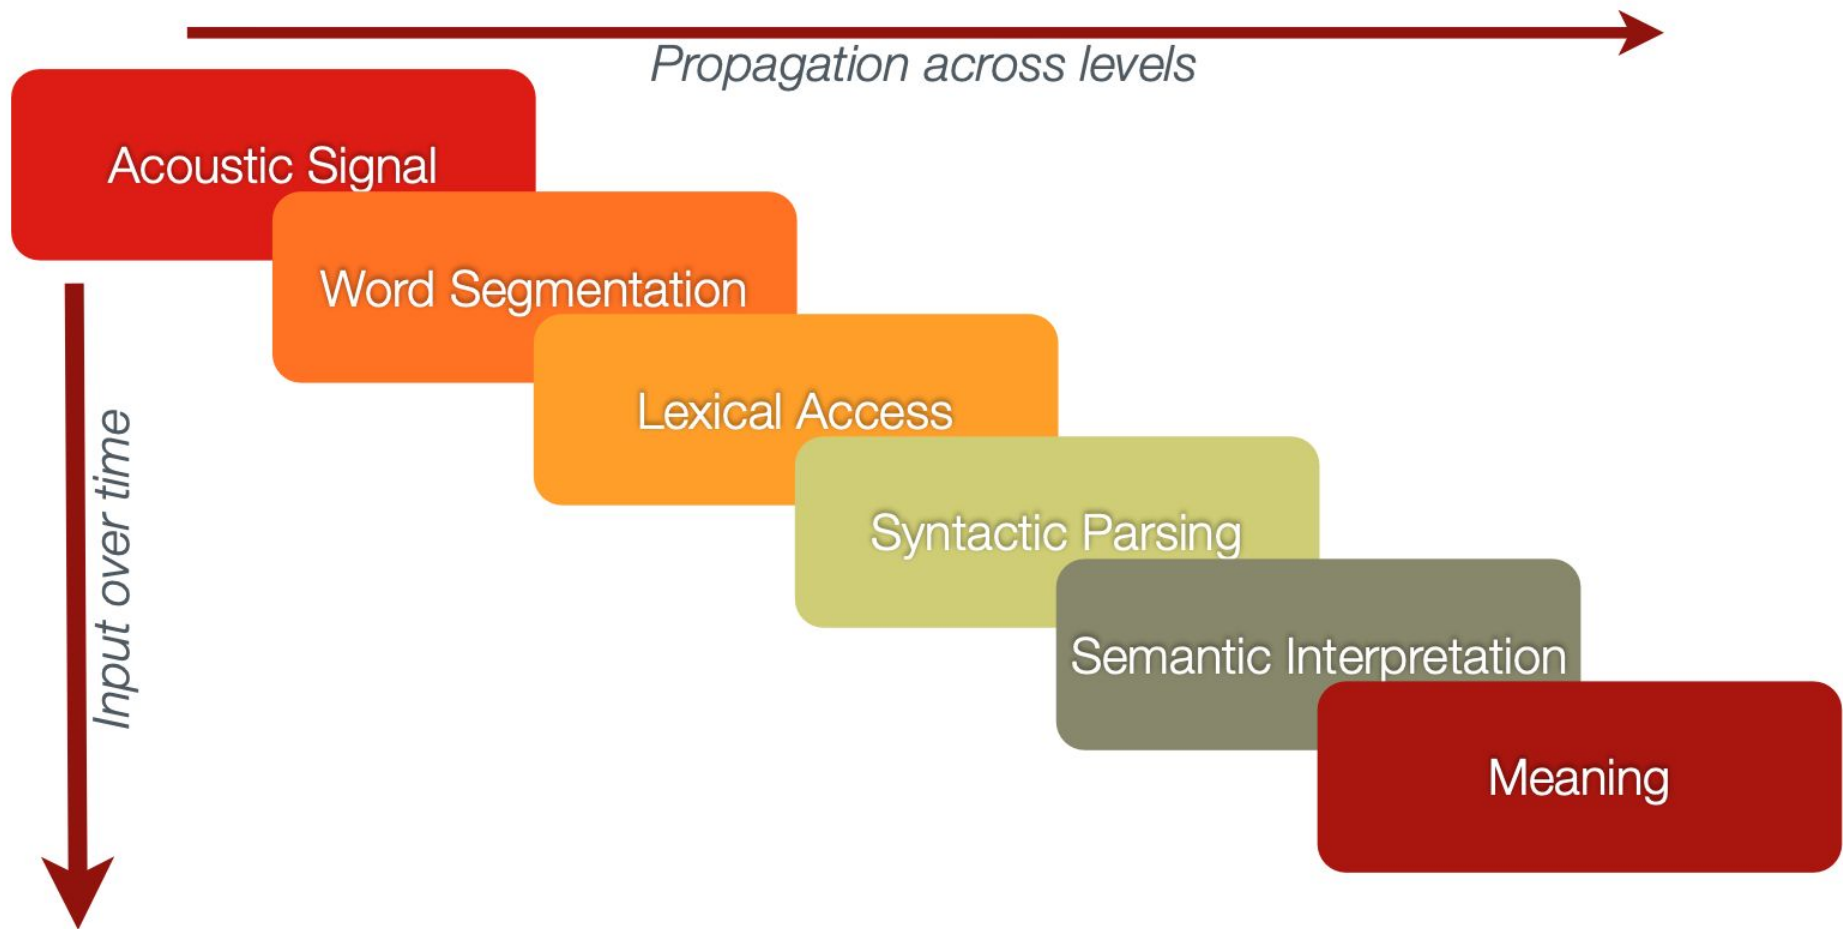 Propagation across levels
Acoustic Signal
Word Segmentation
Lexical Access
Syntactic Parsing
Semantic Interpretation
Meaning
Input over time